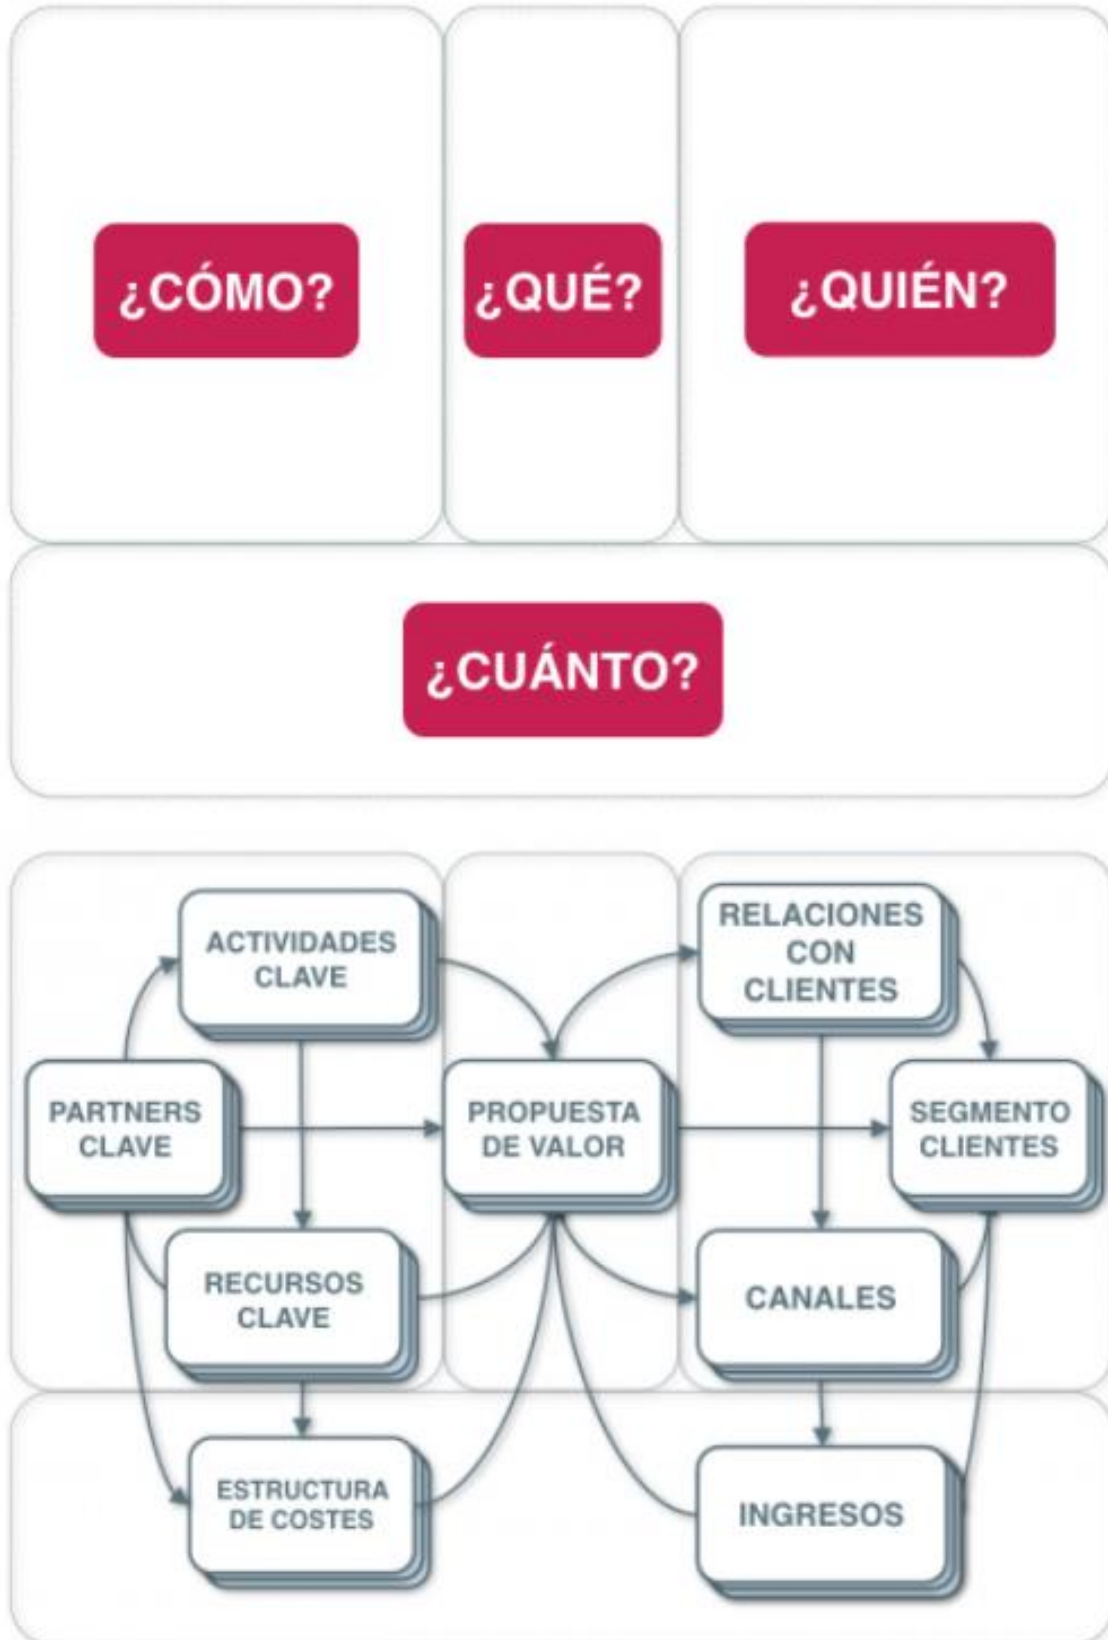 ¿CÓMO?
¿QUÉ?
¿QUIÉN?
¿CUÁNTO?
ACTIVIDADES
CLAVE
RELACIONES
CON
CLIENTES
PARTNERS
CLAVE
PROPUESTA
DE VALOR
SEGMENTO
CLIENTES
RECURSOS
CLAVE
CANALES
ESTRUCTURA
DE COSTES
INGRESOS